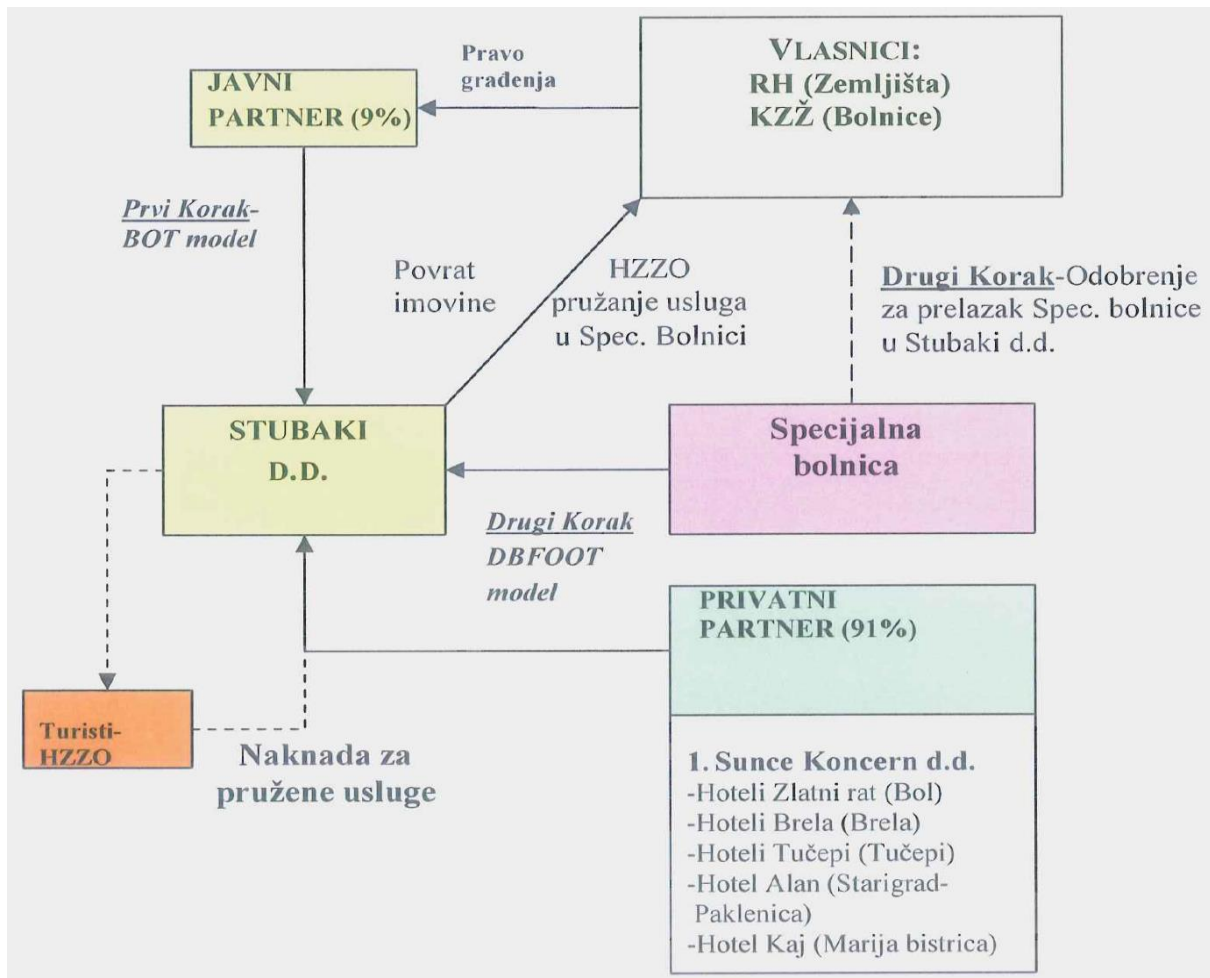 Pravo
građenja
VLASNICI:
RH (Zemljišta)
KZŽ (Bolnice)
JAVNI
PARTNER (9%)
Prvi Korak-
BOT model
Povrat
imovine
HZZO
pružanje usluga
u Spec. Bolnici
Drugi Korak-Odobrenje
za prelazak Spec. bolnice
u Stubaki d.d.
STUBAKI
D.D.
Specijalna
bolnica
Drugi Korak
DBFOOT
model
PRIVATNI
PARTNER (91%)
Turisti-
HZZO
Naknada za
pružene usluge
1. Sunce Koncern d.d.
-Hoteli Zlatni rat (Bol)
-Hoteli Brela (Brela)
-Hoteli Tučepi (Tučepi)
-Hotel Alan (Starigrad-
Paklenica)
-Hotel Kaj (Marija bistrica)